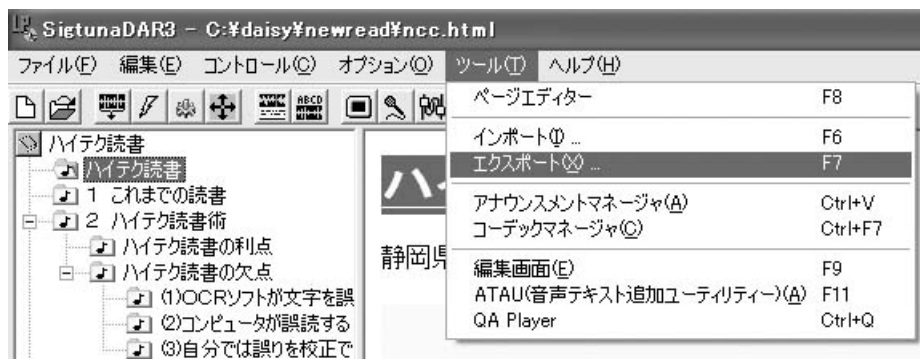 SigtunaDAR3 - C:¥daisy¥newread¥ncc.html
ファイル(F) 編集(E) コントロール(C) オプション(O) ツール(T) ヘルプ(H)
ABCD
ページエディター F8
インポート(I) ... F6
エクスポート(X) ... F7
アナウンスメントマネージャ(A) Ctrl+V
コーデックマネージャ(C) Ctrl+F7
編集画面(E) F9
ATAU(音声テキスト追加ユーティリティー)(A) F11
QA Player Ctrl+Q
ハイテク読書
ハイテク読書
1 これまでの読書
2 ハイテク読書術
ハイテク読書の利点
ハイテク読書の欠点
(1)OCRソフトが文字を誤
(2)コンピュータが誤読する
(3)自分では誤りを校正で
ハイ
静岡県